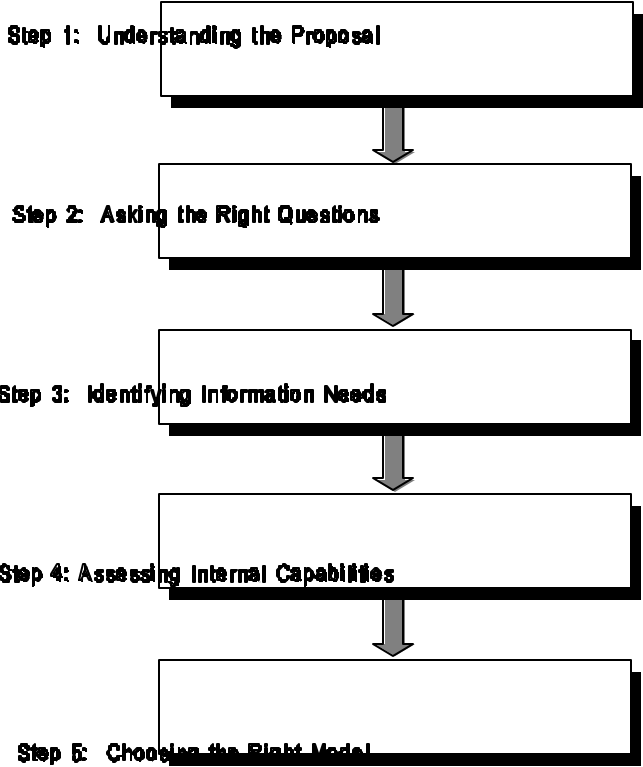 Step 1: Understanding the Proposal
Step 2: Asking the Right Questions
Step 3: Identifying Information Needs
Step 4: Assessing Internal Capabilities
Step 5: Choosing the Right Model